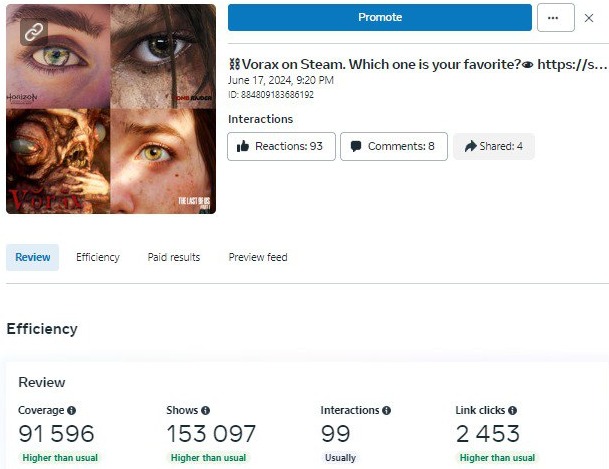 HORIZON
TOMB RAIDER
Vorax
THE LAST OF US
PART I
Promote
...
⛓Vorax on Steam. Which one is your favorite?👁 https://s...
June 17, 2024, 9:20 PM
ID: 884809183686192
Interactions
Reactions: 93
Comments: 8
Shared: 4
Review
Efficiency
Paid results
Preview feed
Efficiency
Review
Coverage
Shows
Interactions
Link clicks
91 596
153 097
99
2 453
Higher than usual
Higher than usual
Usually
Higher than usual